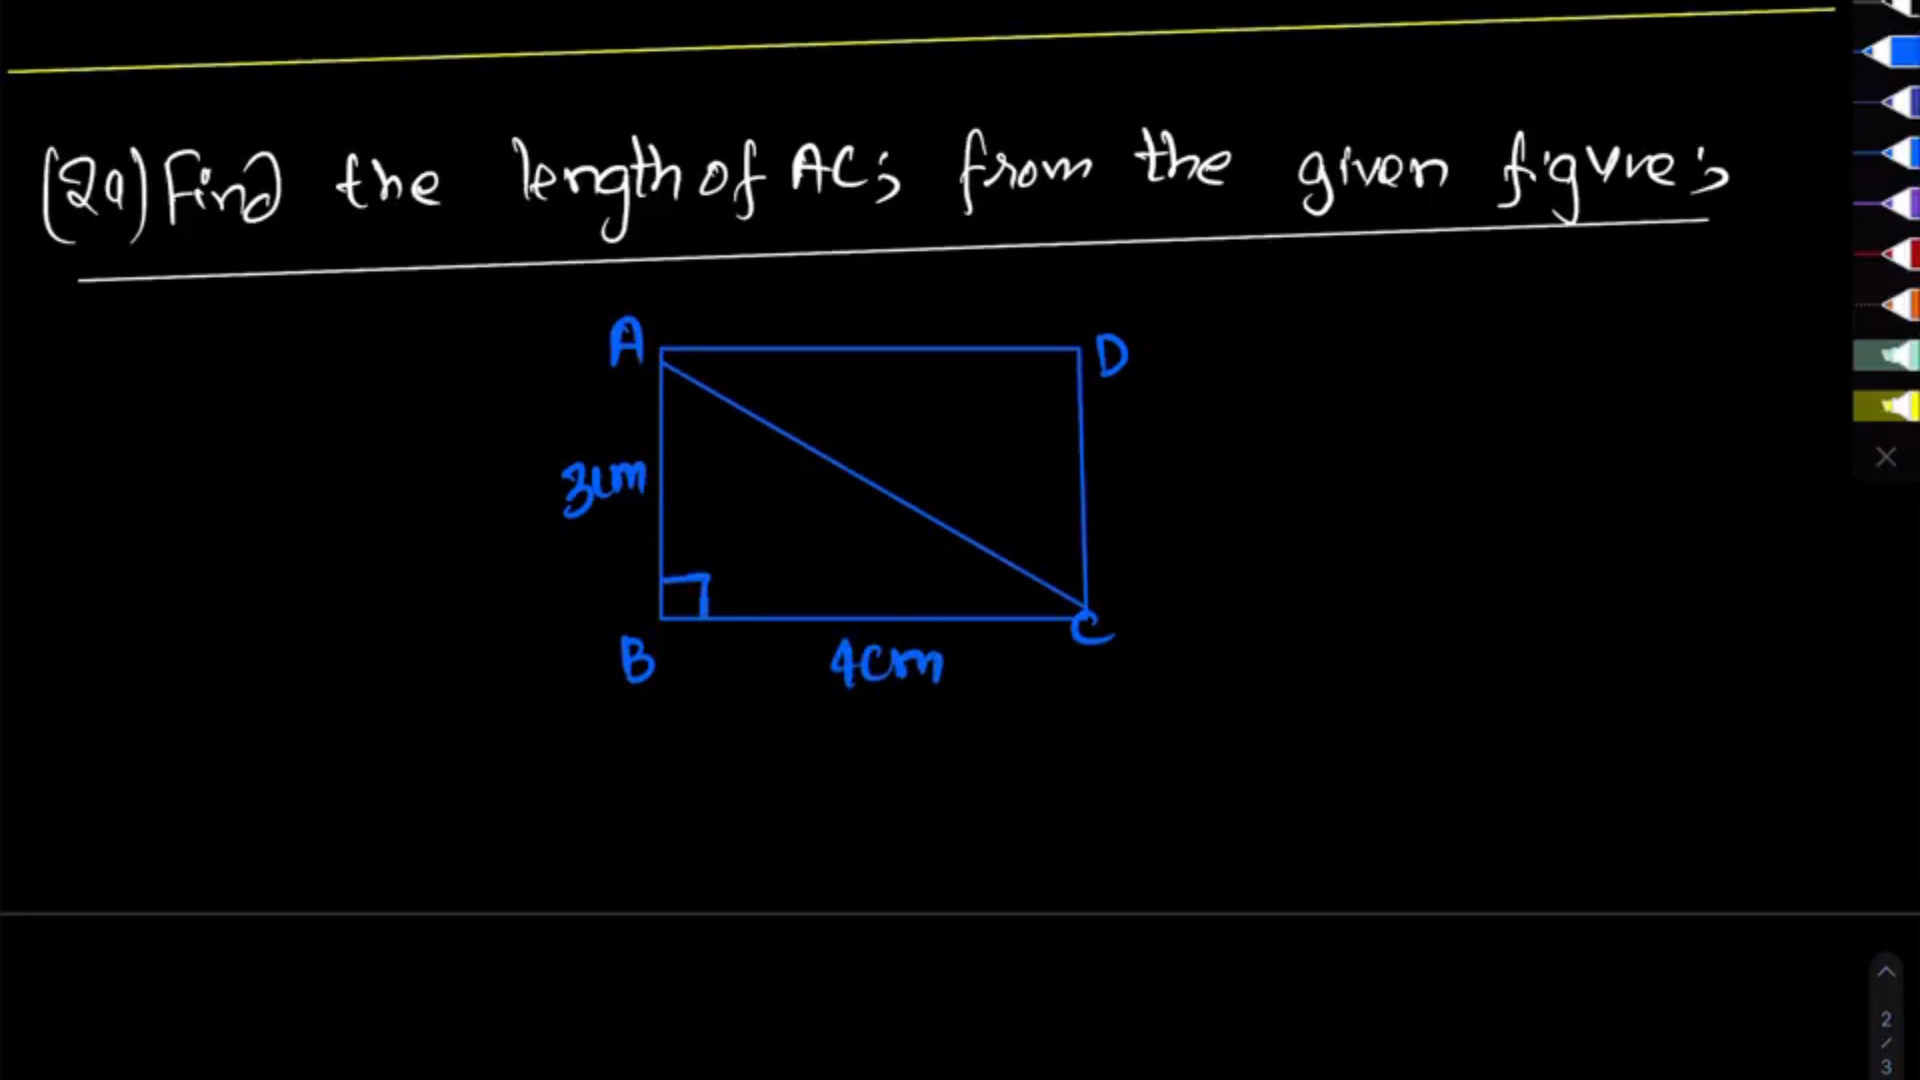 (29) Find the length of AC; from the given figure;
A
D
3cm
B
4cm
C
2
/
3